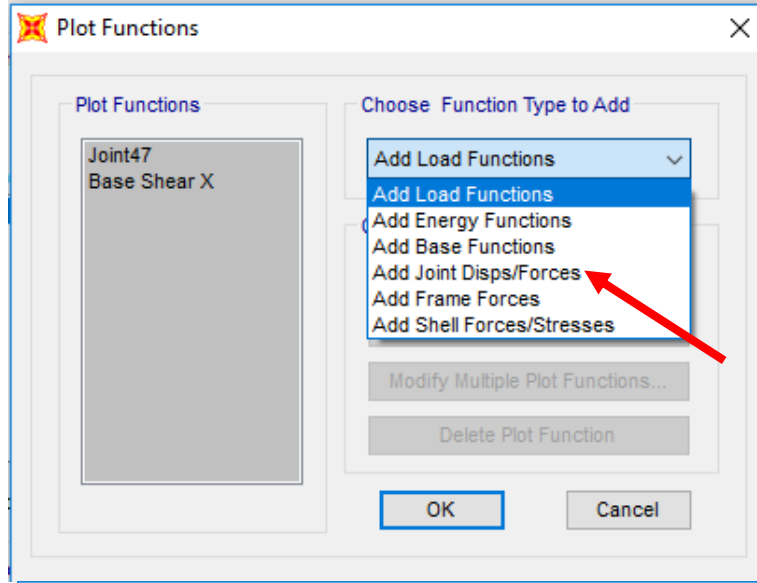 Plot Functions
Plot Functions
Joint47
Base Shear X
Choose Function Type to Add
Add Load Functions
Add Load Functions
Add Energy Functions
Add Base Functions
Add Joint Disps/Forces
Add Frame Forces
Add Shell Forces/Stresses
Modify Multiple Plot Functions...
Delete Plot Function
OK
Cancel